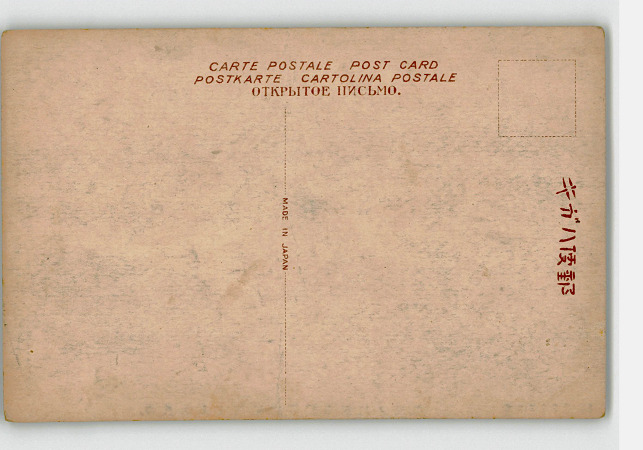 CARTE POSTALE POST CARD
POSTKARTE CARTOLINA POSTALE
ОТКРЫТОЕ ПИСЬМО.
MADE IN JAPAN
郵便ハガキ